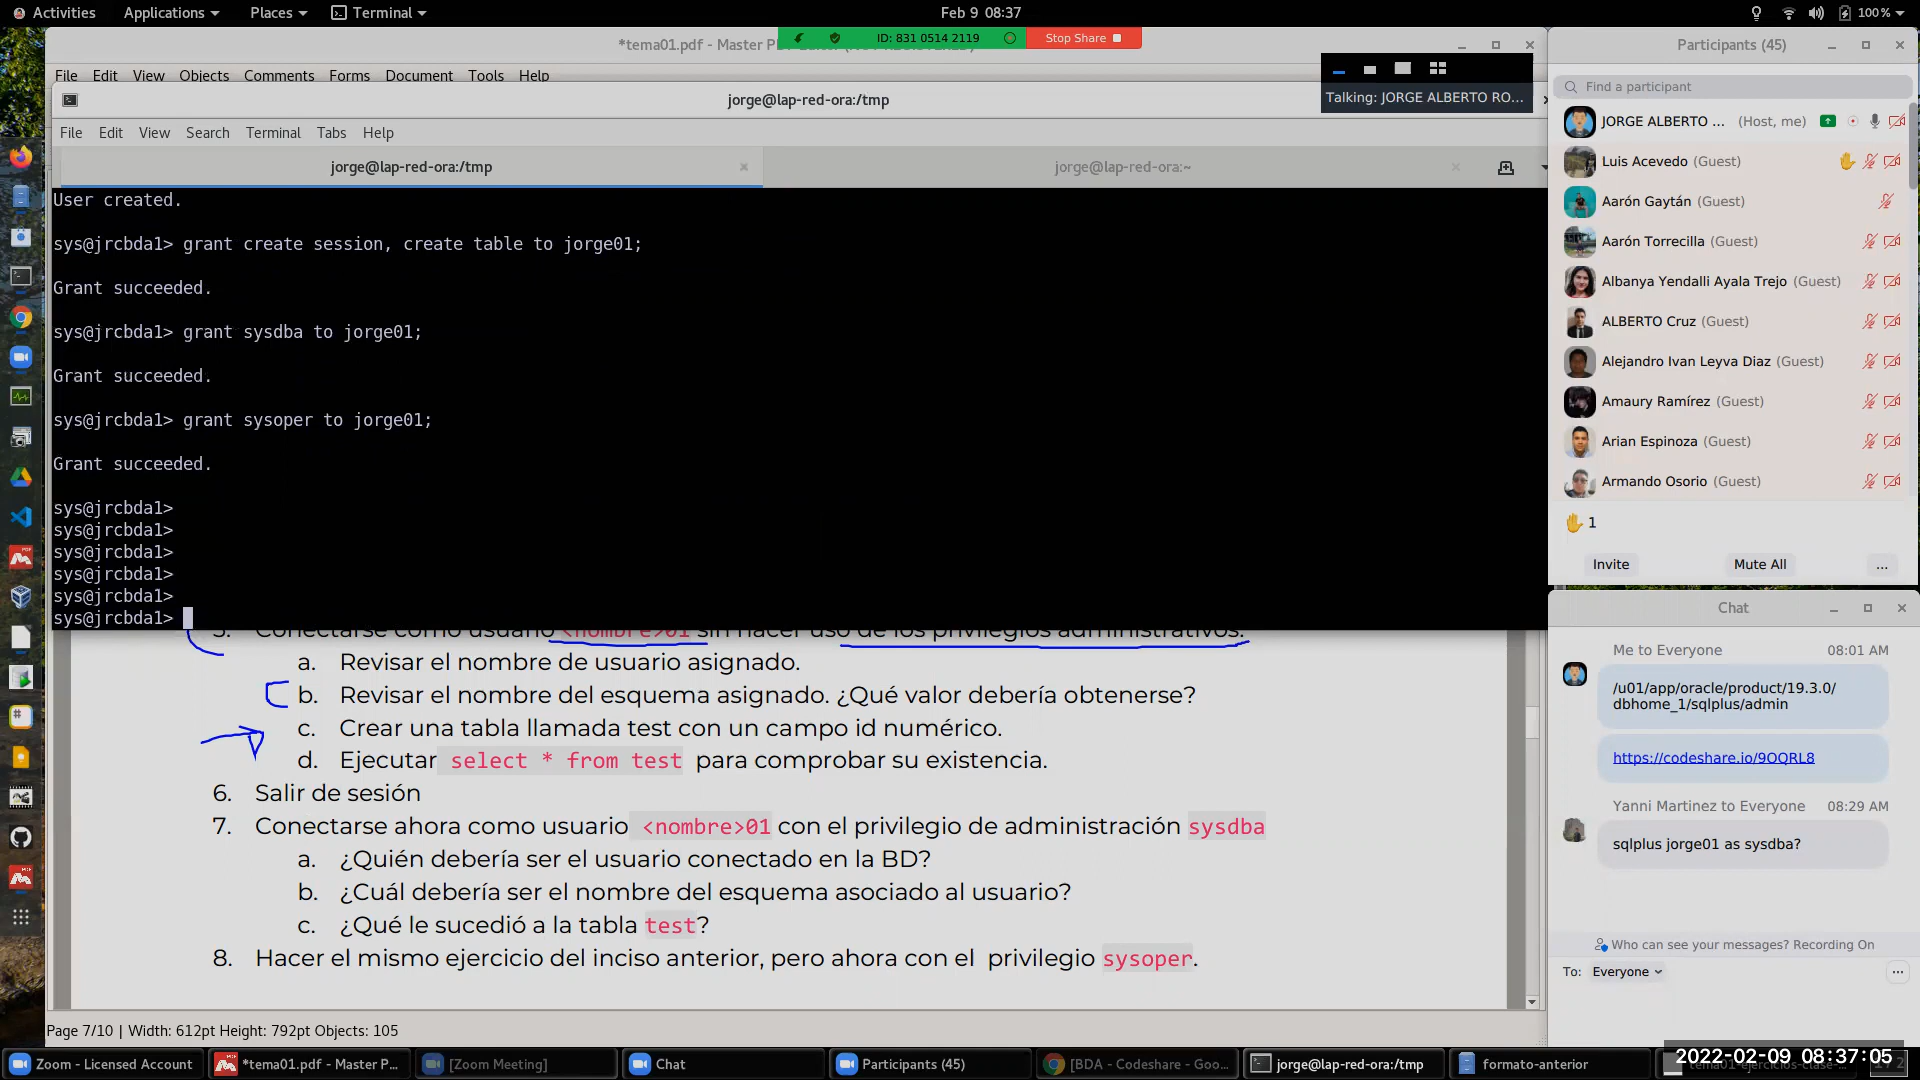 Activities
Applications
Places
Terminal
Feb 9 08:37
100%
*tema01.pdf - Master P
ID: 831 0514 2119
Stop Share
File Edit View Objects Comments Forms Document Tools Help
Talking: JORGE ALBERTO RO...
jorge@lap-red-ora:/tmp
File Edit View Search Terminal Tabs Help
jorge@lap-red-ora:/tmp
jorge@lap-red-ora:~
User created.
sys@jrcbda1> grant create session, create table to jorge01;
Grant succeeded.
sys@jrcbda1> grant sysdba to jorge01;
Grant succeeded.
sys@jrcbda1> grant sysoper to jorge01;
Grant succeeded.
sys@jrcbda1>
sys@jrcbda1>
sys@jrcbda1>
sys@jrcbda1>
sys@jrcbda1>
sys@jrcbda1>
5. Conectarse como usuario <nombre>01 sin hacer uso de los privilegios administrativos.
a. Revisar el nombre de usuario asignado.
b. Revisar el nombre del esquema asignado. ¿Qué valor debería obtenerse?
c. Crear una tabla llamada test con un campo id numérico.
d. Ejecutar select * from test para comprobar su existencia.
6. Salir de sesión
7. Conectarse ahora como usuario <nombre>01 con el privilegio de administración sysdba
a. ¿Quién debería ser el usuario conectado en la BD?
b. ¿Cuál debería ser el nombre del esquema asociado al usuario?
c. ¿Qué le sucedió a la tabla test?
8. Hacer el mismo ejercicio del inciso anterior, pero ahora con el privilegio sysoper.
Page 7/10 | Width: 612pt Height: 792pt Objects: 105
Participants (45)
Find a participant
JORGE ALBERTO ... (Host, me)
Luis Acevedo (Guest)
Aarón Gaytán (Guest)
Aarón Torrecilla (Guest)
Albanya Yendalli Ayala Trejo (Guest)
ALBERTO Cruz (Guest)
Alejandro Ivan Leyva Diaz (Guest)
Amaury Ramírez (Guest)
Arian Espinoza (Guest)
Armando Osorio (Guest)
1
Invite
Mute All
...
Chat
Me to Everyone 08:01 AM
/u01/app/oracle/product/19.3.0/
dbhome_1/sqlplus/admin
https://codeshare.io/9OQRL8
Yanni Martinez to Everyone 08:29 AM
sqlplus jorge01 as sysdba?
Who can see your messages? Recording On
To: Everyone
Zoom - Licensed Account
*tema01.pdf - Master P...
[Zoom Meeting]
Chat
Participants (45)
[BDA - Codeshare - Goo...
jorge@lap-red-ora:/tmp
formato-anterior
2022-02-09 08:37:05